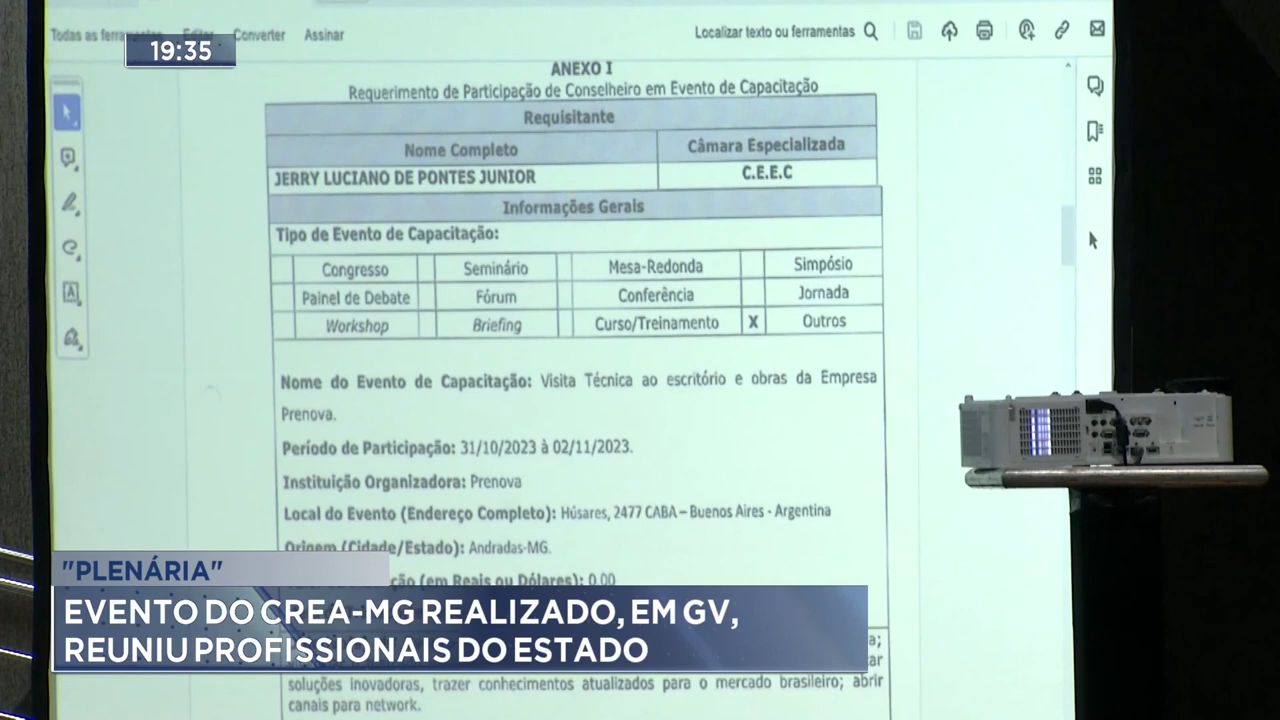 Todas as ferramentas Editar Converter Assinar
Localizar texto ou ferramentas
19:35
ANEXO I
Requerimento de Participação de Conselheiro em Evento de Capacitação
Requisitante
Nome Completo
Câmara Especializada
JERRY LUCIANO DE PONTES JUNIOR
C.E.E.C
Informações Gerais
Tipo de Evento de Capacitação:
Congresso Seminário Mesa-Redonda Simpósio
Painel de Debate Fórum Conferência Jornada
Workshop Briefing Curso/Treinamento X Outros
Nome do Evento de Capacitação: Visita Técnica ao escritório e obras da Empresa
Prenova.
Período de Participação: 31/10/2023 à 02/11/2023.
Instituição Organizadora: Prenova
Local do Evento (Endereço Completo): Húsares, 2477 CABA – Buenos Aires - Argentina
Origem (Cidade/Estado): Andradas-MG.
(em Reais ou Dólares): 0,00
"PLENÁRIA"
EVENTO DO CREA-MG REALIZADO, EM GV,
REUNIU PROFISSIONAIS DO ESTADO
soluções inovadoras, trazer conhecimentos atualizados para o mercado brasileiro; abrir
canais para network.